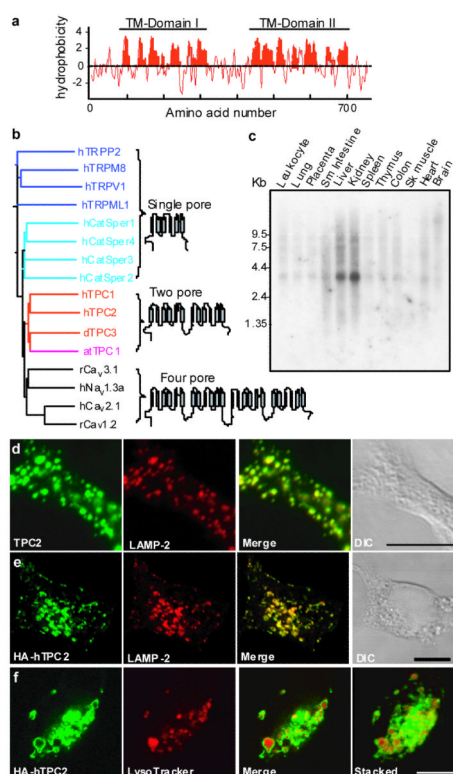 a
TM-Domain I TM-Domain II
hydrophobicity
4
2
0
-2
0 700
Amino acid number
b
hTRPP2
hTRPM8
hTRPV1
hTRPML1
hCatSper1
hCatSper4
hCatSper3
hCatSper2
hTPC1
hTPC2
dTPC3
atTPC1
rCav3.1
hNav1.3a
hCav2.1
rCav1.2
Single pore
Two pore
Four pore
c
Leukocyte
Lung
Placenta
Sm Intestine
Liver
Kidney
Spleen
Thymus
Colon
Sk muscle
Heart
Brain
Kb
9.5
7.5
4.4
2.4
1.35
d
TPC2 LAMP-2 Merge DIC
e
HA-hTPC2 LAMP-2 Merge DIC
f
HA-hTPC2 LysoTracker Merge Stacked